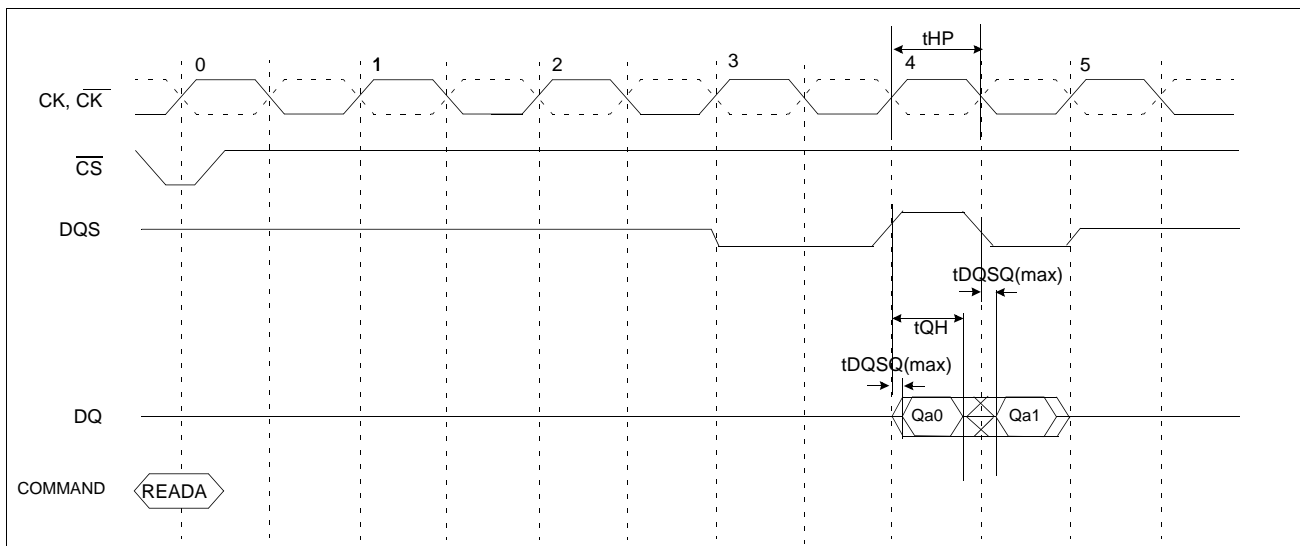 tHP
0 1 2 3 4 5
CK, CK
CS
DQS
tDQSQ(max)
tQH
tDQSQ(max)
DQ
Qa0 Qa1
COMMAND
READA